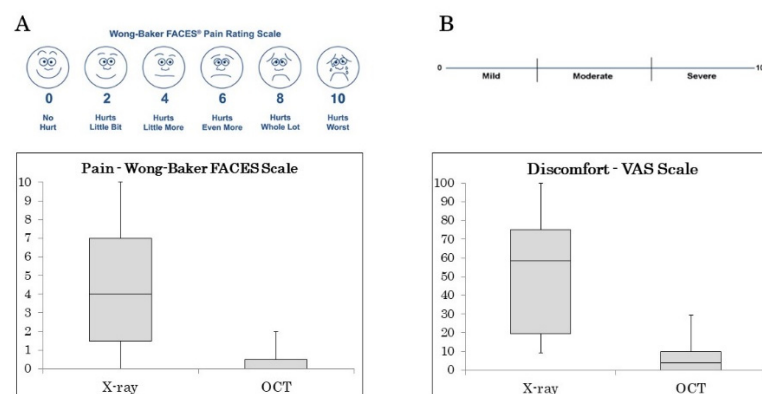 A
Wong-Baker FACES® Pain Rating Scale
0 2 4 6 8 10
No Hurt
Hurts Little Bit
Hurts Little More
Hurts Even More
Hurts Whole Lot
Hurts Worst
Pain - Wong-Baker FACES Scale
10
9
8
7
6
5
4
3
2
1
0
X-ray OCT
B
0 10
Mild Moderate Severe
Discomfort - VAS Scale
100
90
80
70
60
50
40
30
20
10
0
X-ray OCT